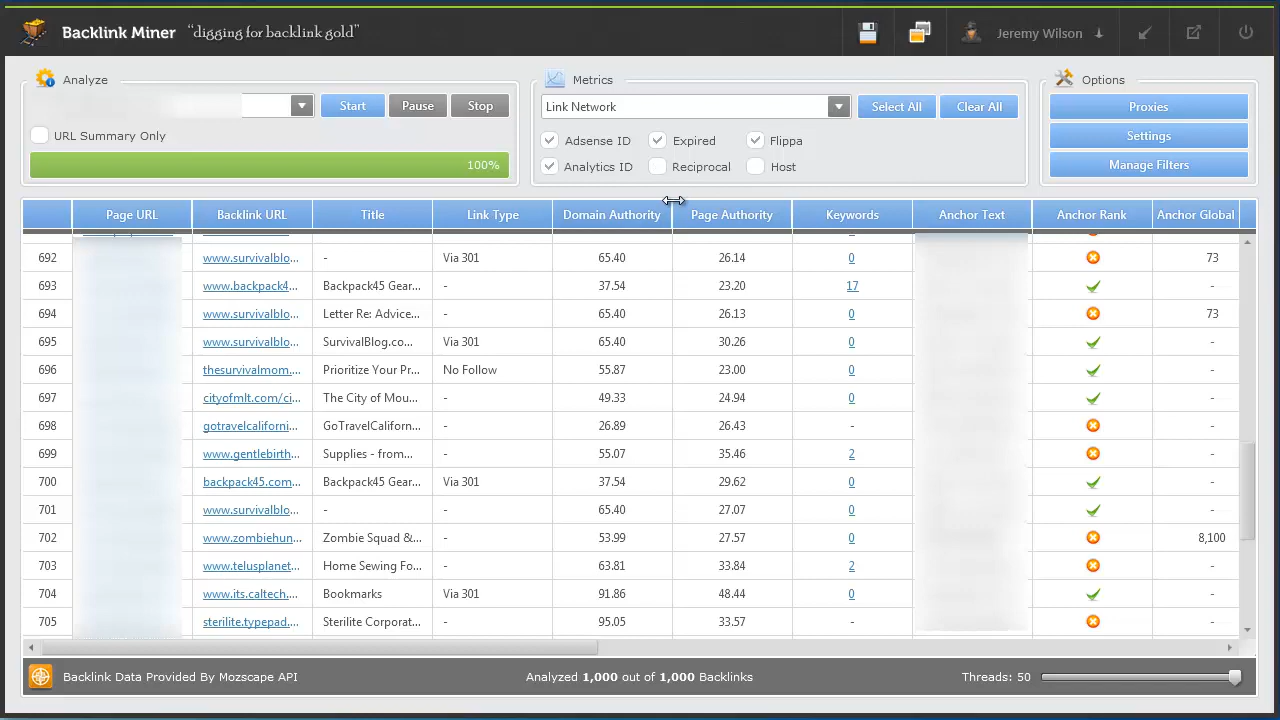 Backlink Miner "digging for backlink gold" Jeremy Wilson
Analyze Metrics Options
Start Pause Stop Link Network Select All Clear All Proxies
URL Summary Only Adsense ID Expired Flippa Settings
100% Analytics ID Reciprocal Host Manage Filters
Page URL Backlink URL Title Link Type Domain Authority Page Authority Keywords Anchor Text Anchor Rank Anchor Global
692 www.survivalblo... - Via 301 65.40 26.14 0 73
693 www.backpack4... Backpack45 Gear... - 37.54 23.20 17 -
694 www.survivalblo... Letter Re: Advice... - 65.40 26.13 0 73
695 www.survivalblo... SurvivalBlog.co... Via 301 65.40 30.26 0 -
696 thesurvivalmom.... Prioritize Your Pr... No Follow 55.87 23.00 0 -
697 cityofmlt.com/ci... The City of Mou... - 49.33 24.94 0 -
698 gotravelcaliforni... GoTravelCaliforn... - 26.89 26.43 - -
699 www.gentlebirth... Supplies - from... - 55.07 35.46 2 -
700 backpack45.com... Backpack45 Gear... Via 301 37.54 29.62 0 -
701 www.survivalblo... - - 65.40 27.07 0 -
702 www.zombiehun... Zombie Squad &... - 53.99 27.57 0 8,100
703 www.telusplanet... Home Sewing Fo... - 63.81 33.84 2 -
704 www.its.caltech.... Bookmarks Via 301 91.86 48.44 0 -
705 sterilite.typepad.... Sterilite Corporat... - 95.05 33.57 - -
Backlink Data Provided By Mozscape API Analyzed 1,000 out of 1,000 Backlinks Threads: 50